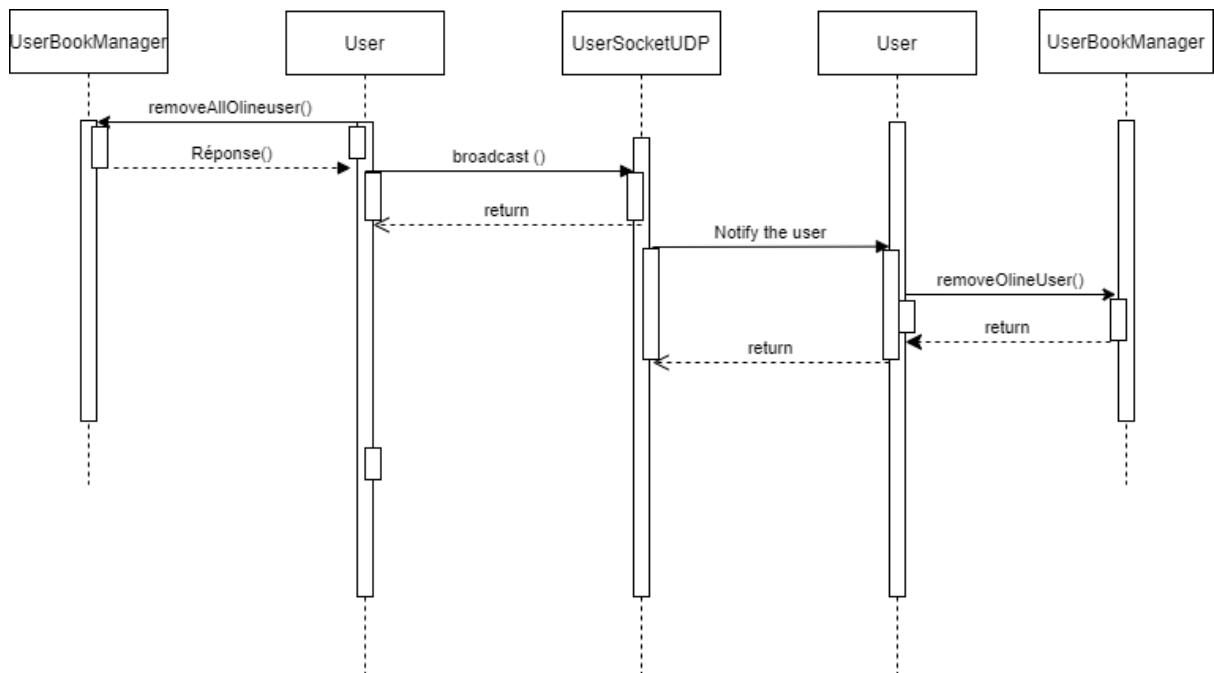 UserBookManager
User
UserSocketUDP
User
UserBookManager
removeAllOlineuser()
Réponse()
broadcast ()
return
Notify the user
removeOlineUser()
return
return